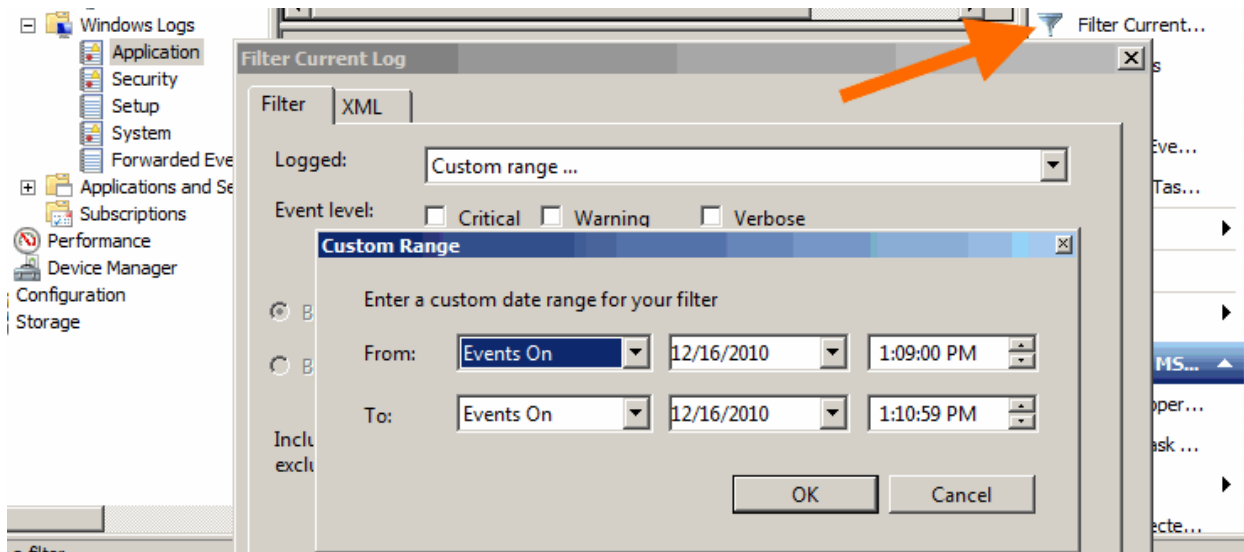 Windows Logs
Application
Security
Setup
System
Forwarded Eve
Applications and Se
Subscriptions
Performance
Device Manager
Configuration
Storage
Filter Current...
Filter Current Log
Filter
XML
Logged:
Custom range ...
Event level:
Critical
Warning
Verbose
Custom Range
Enter a custom date range for your filter
From:
Events On
12/16/2010
1:09:00 PM
To:
Events On
12/16/2010
1:10:59 PM
OK
Cancel
B
B
Inclu
exclu
s
Eve...
Tas...
MS...
oper...
ask ...
ecte...